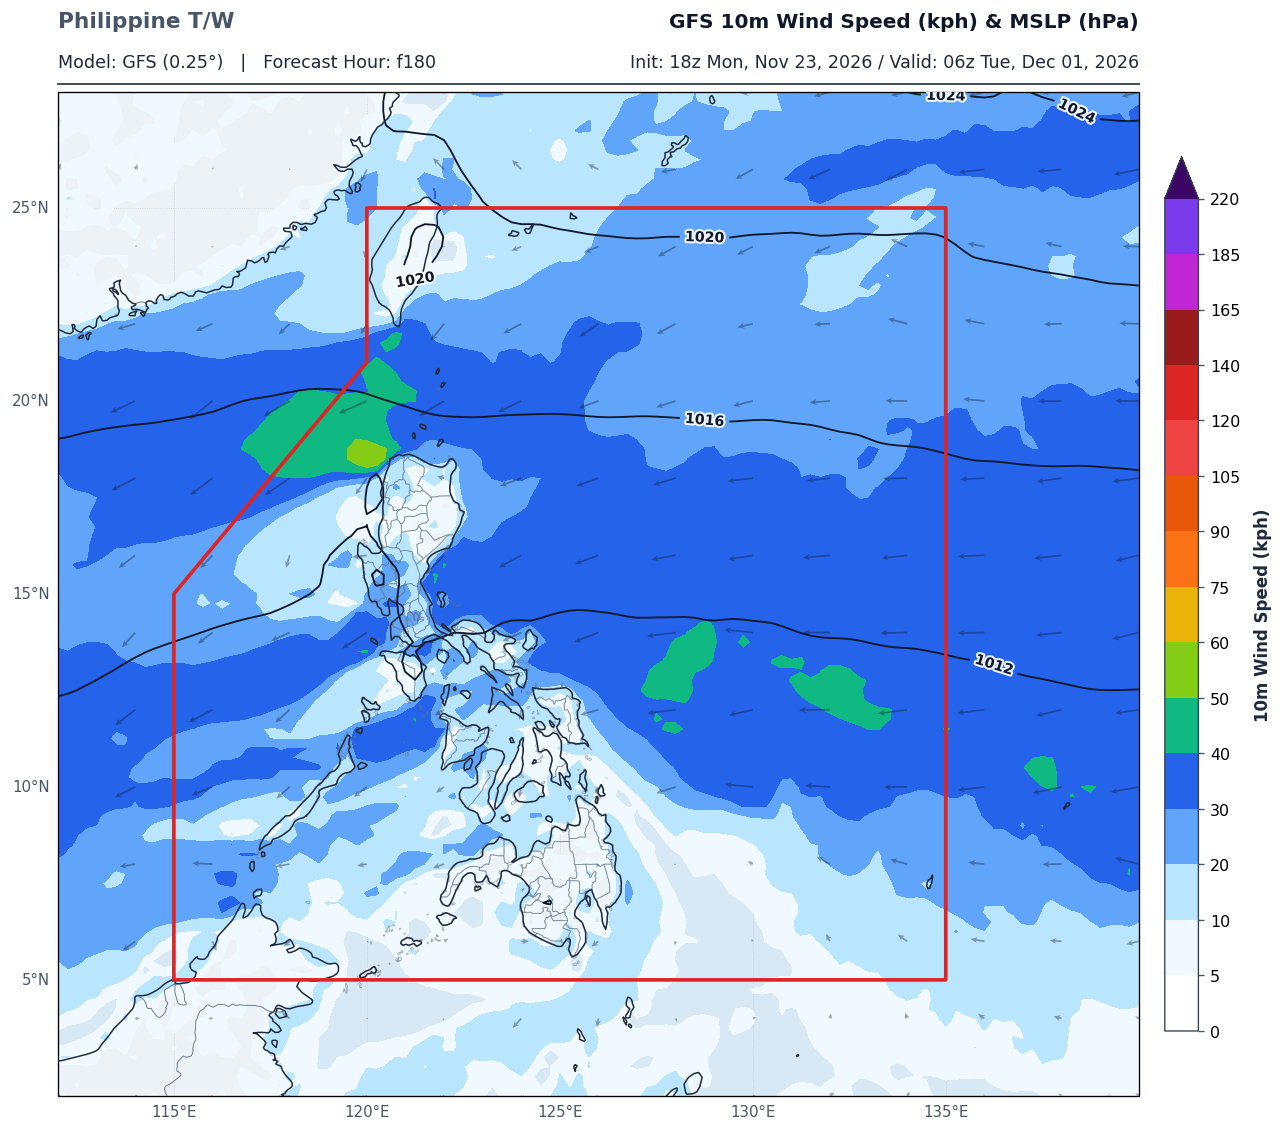 Philippine T/W
GFS 10m Wind Speed (kph) & MSLP (hPa)
Model: GFS (0.25°) | Forecast Hour: f180
Init: 18z Mon, Nov 23, 2026 / Valid: 06z Tue, Dec 01, 2026
1024
1024
1020
1020
1016
1012
25°N
20°N
15°N
10°N
5°N
115°E
120°E
125°E
130°E
135°E
220
185
165
140
120
105
90
75
60
50
40
30
20
10
5
0
10m Wind Speed (kph)